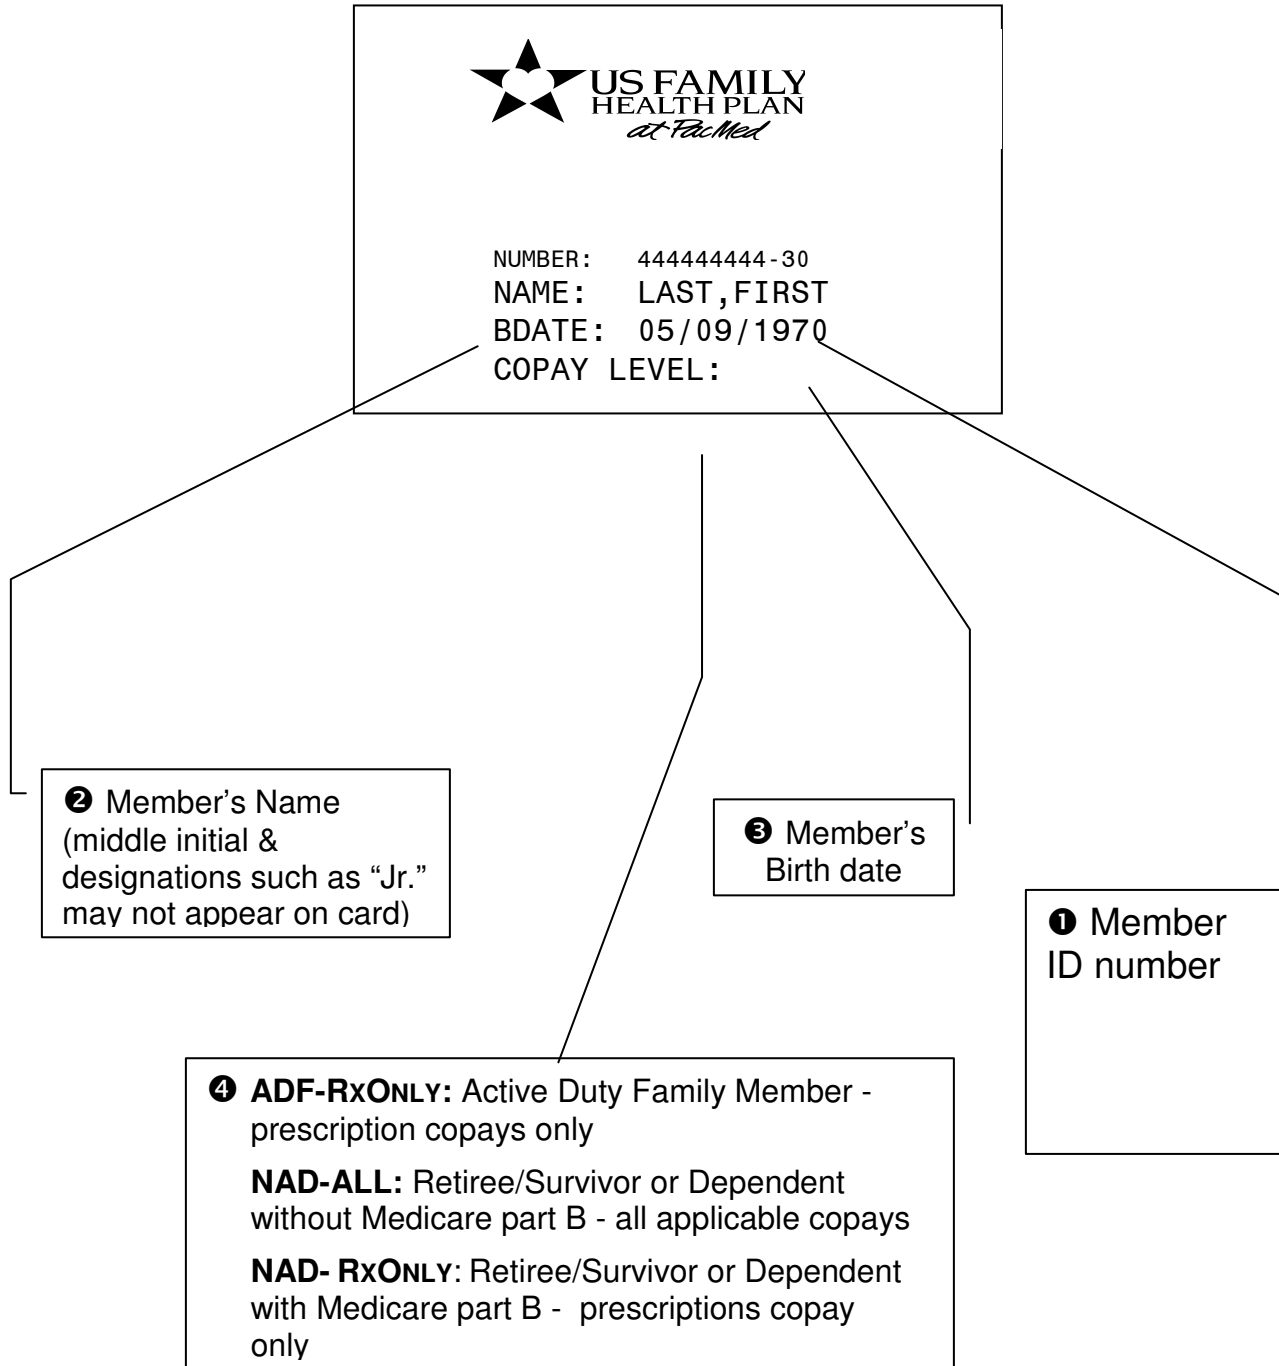 US FAMILY
HEALTH PLAN
at PacMed
NUMBER: 444444444-30
NAME: LAST,FIRST
BDATE: 05/09/1970
COPAY LEVEL:
❷ Member’s Name
(middle initial &
designations such as “Jr.”
may not appear on card)
❸ Member’s
Birth date
❶ Member
ID number
❹ ADF-RXONLY: Active Duty Family Member -
prescription copays only
NAD-ALL: Retiree/Survivor or Dependent
without Medicare part B - all applicable copays
NAD- RXONLY: Retiree/Survivor or Dependent
with Medicare part B - prescriptions copay
only